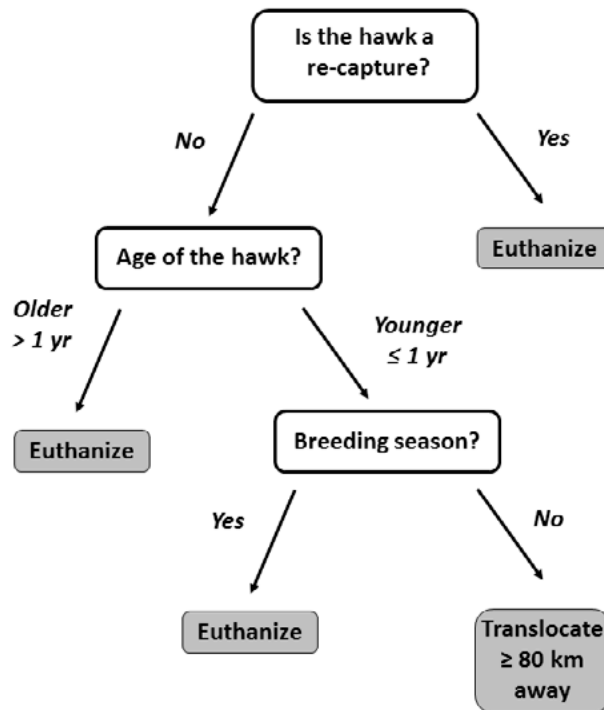 Is the hawk a
re-capture?
No
Yes
Age of the hawk?
Euthanize
Older
> 1 yr
Younger
≤ 1 yr
Euthanize
Breeding season?
Yes
No
Euthanize
Translocate
≥ 80 km
away